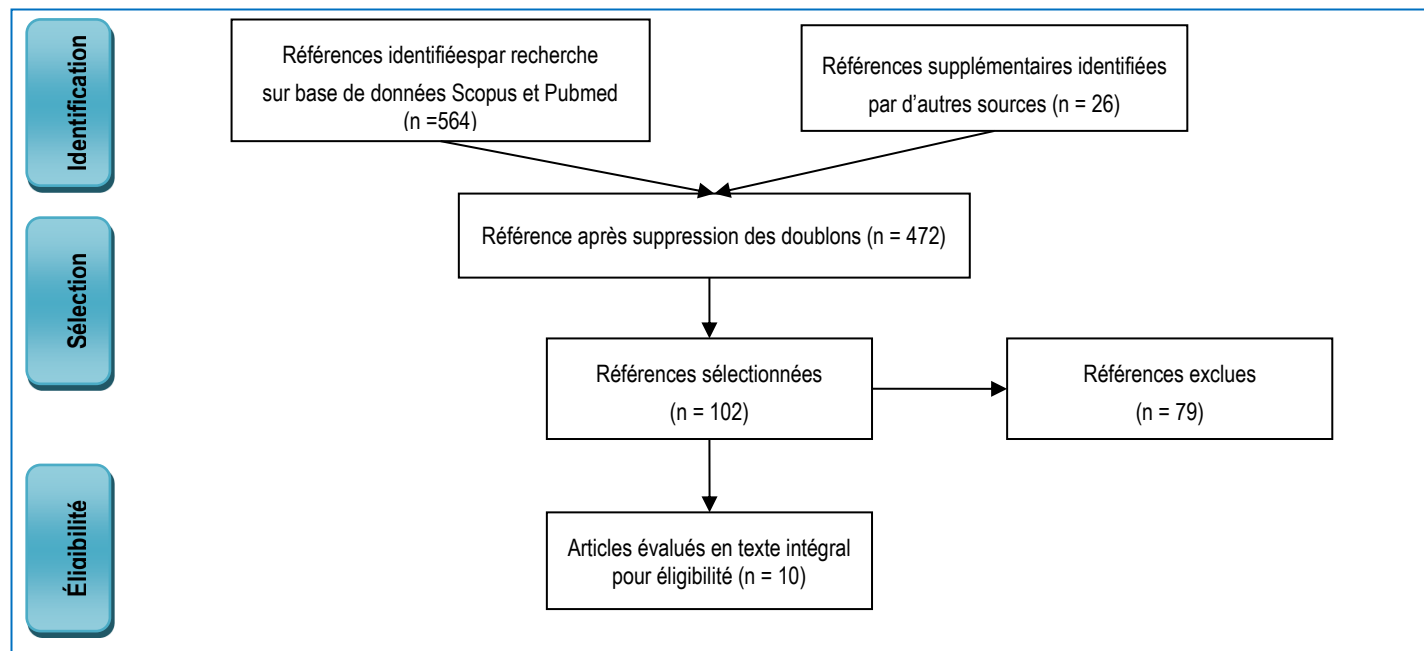 Identification
Références identifiéespar recherche
sur base de données Scopus et Pubmed
(n =564)
Références supplémentaires identifiées
par d’autres sources (n = 26)
Sélection
Référence après suppression des doublons (n = 472)
Références sélectionnées
(n = 102)
Références exclues
(n = 79)
Éligibilité
Articles évalués en texte intégral
pour éligibilité (n = 10)